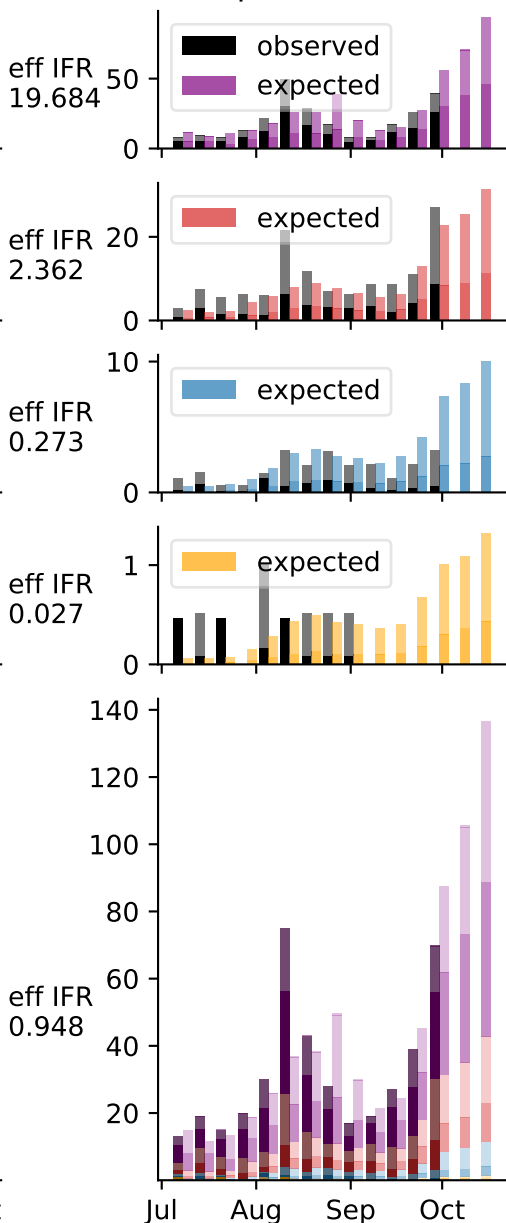 observed
expected
eff IFR
19.684
50
0
expected
eff IFR
2.362
20
0
10
expected
eff IFR
0.273
0
expected
1
eff IFR
0.027
0
140
120
100
80
60
eff IFR
0.948
40
20
Jul Aug Sep Oct